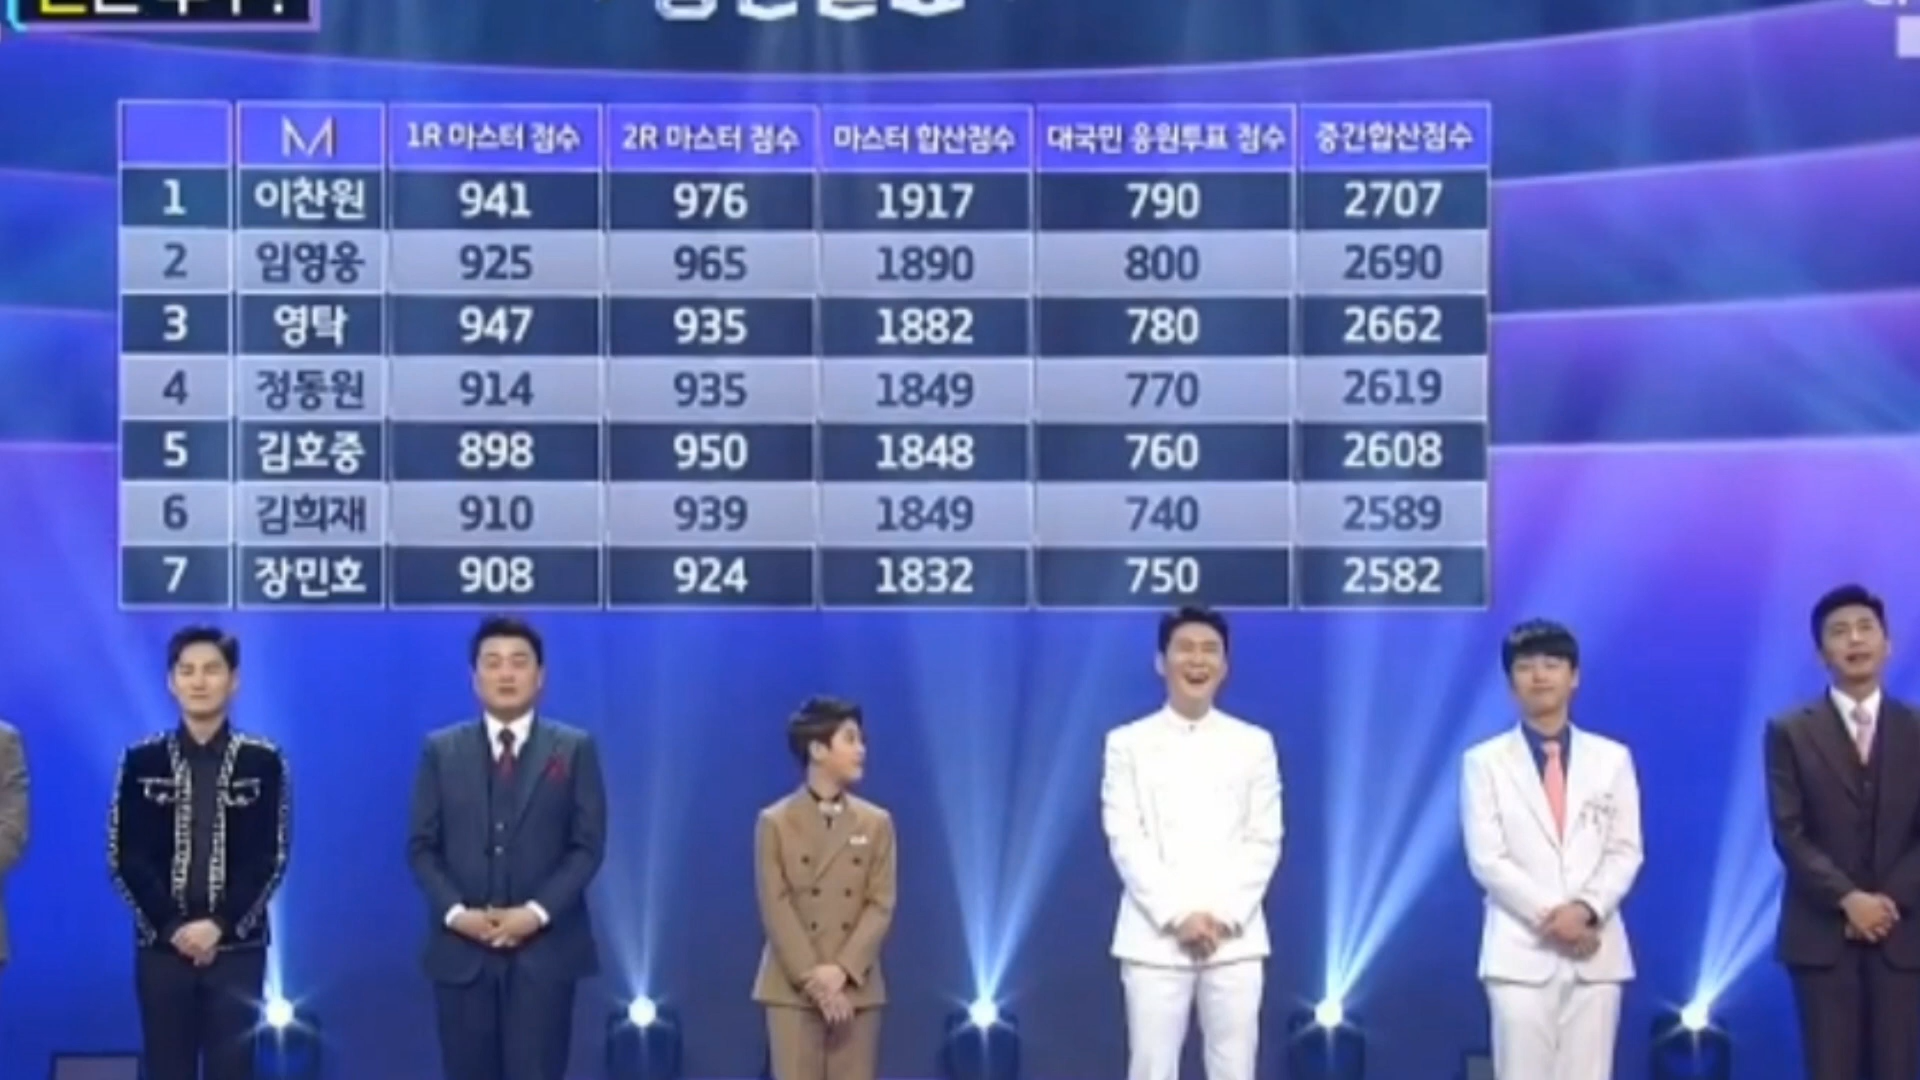 M 1R 마스터 점수 2R 마스터 점수 마스터 합산점수 대국민 응원투표 점수 중간합산점수
1 이찬원 941 976 1917 790 2707
2 임영웅 925 965 1890 800 2690
3 영탁 947 935 1882 780 2662
4 정동원 914 935 1849 770 2619
5 김호중 898 950 1848 760 2608
6 김희재 910 939 1849 740 2589
7 장민호 908 924 1832 750 2582